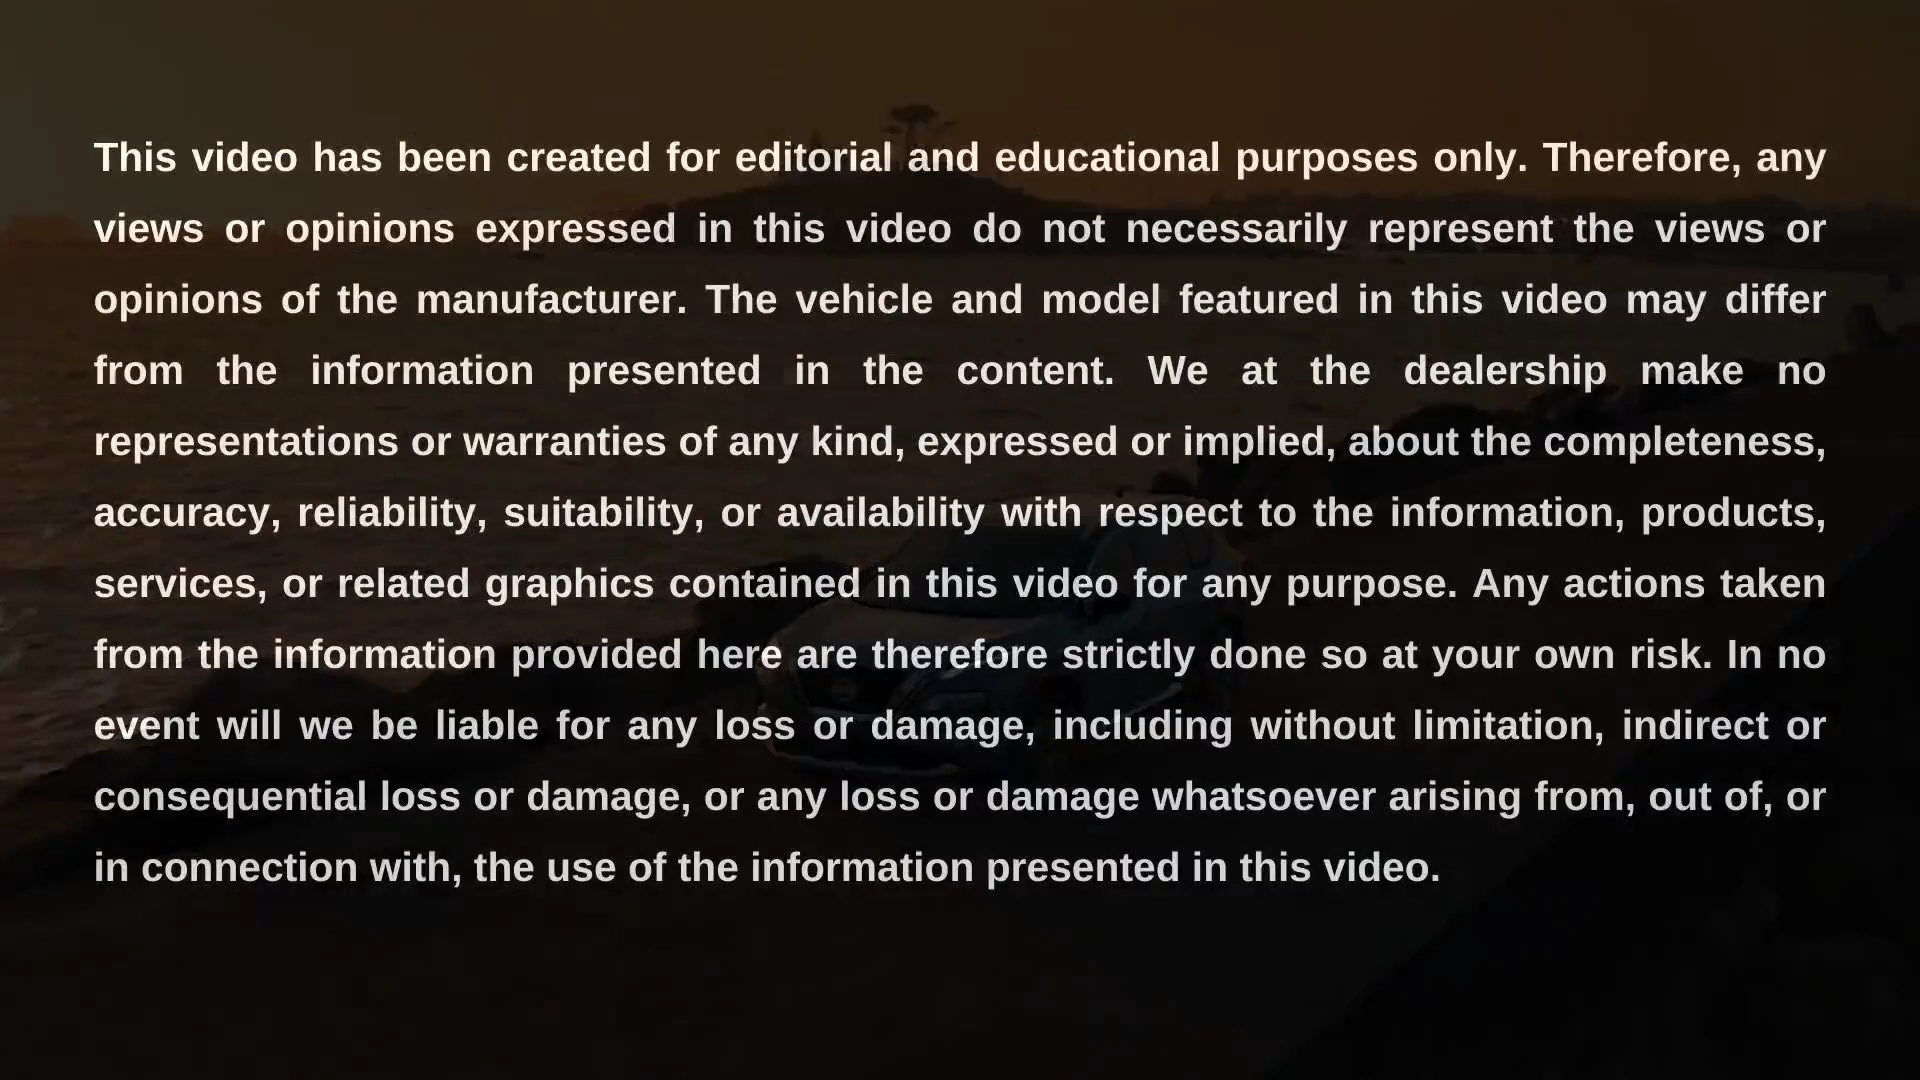 This video has been created for editorial and educational purposes only. Therefore, any
views or opinions expressed in this video do not necessarily represent the views or
opinions of the manufacturer. The vehicle and model featured in this video may differ
from the information presented in the content. We at the dealership make no
representations or warranties of any kind, expressed or implied, about the completeness,
accuracy, reliability, suitability, or availability with respect to the information, products,
services, or related graphics contained in this video for any purpose. Any actions taken
from the information provided here are therefore strictly done so at your own risk. In no
event will we be liable for any loss or damage, including without limitation, indirect or
consequential loss or damage, or any loss or damage whatsoever arising from, out of, or
in connection with, the use of the information presented in this video.